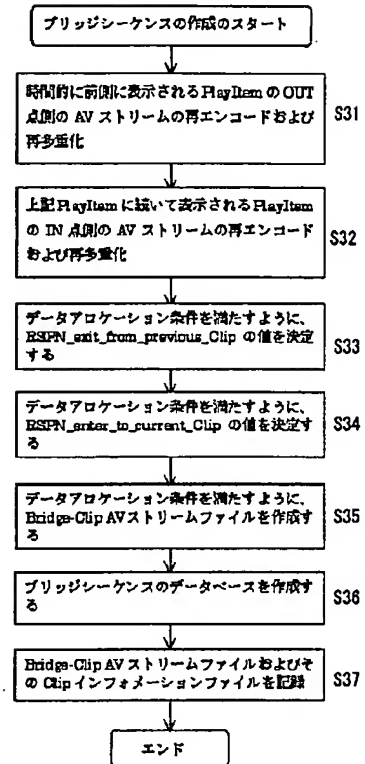 ブリッジシーケンスの作成のスタート
時間的に前側に表示されるPlayItemのOUT
点側のAVストリームの再エンコードおよび
再多重化
S31
上記PlayItemに続いて表示されるPlayItem
のIN点側のAVストリームの再エンコード
および再多重化
S32
データアロケーション条件を満たすように、
RSPN_exit_from_previous_Clipの値を決定
する
S33
データアロケーション条件を満たすように、
RSPN_enter_to_current_Clipの値を決定す
る
S34
データアロケーション条件を満たすように、
Bridge-Clip AVストリームファイルを作成す
る
S35
ブリッジシーケンスのデータベースを作成す
る
S36
Bridge-Clip AVストリームファイルおよびそ
のClipインフォメーションファイルを記録
S37
エンド